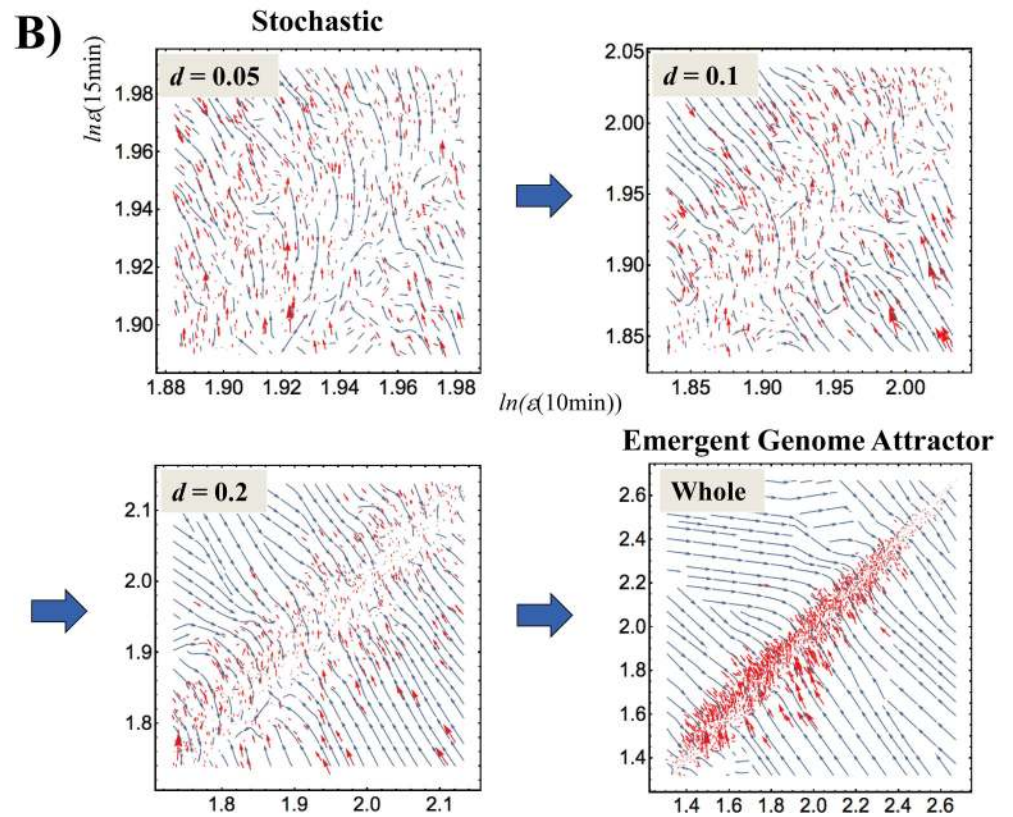 B)
Stochastic
d = 0.05
lnε(15min)
1.98
1.96
1.94
1.92
1.90
1.88 1.90 1.92 1.94 1.96 1.98
d = 0.1
2.05
2.00
1.95
1.90
1.85
1.85 1.90 1.95 2.00
ln(ε(10min))
d = 0.2
2.1
2.0
1.9
1.8
1.8 1.9 2.0 2.1
Emergent Genome Attractor
Whole
2.6
2.4
2.2
2.0
1.8
1.6
1.4
1.4 1.6 1.8 2.0 2.2 2.4 2.6